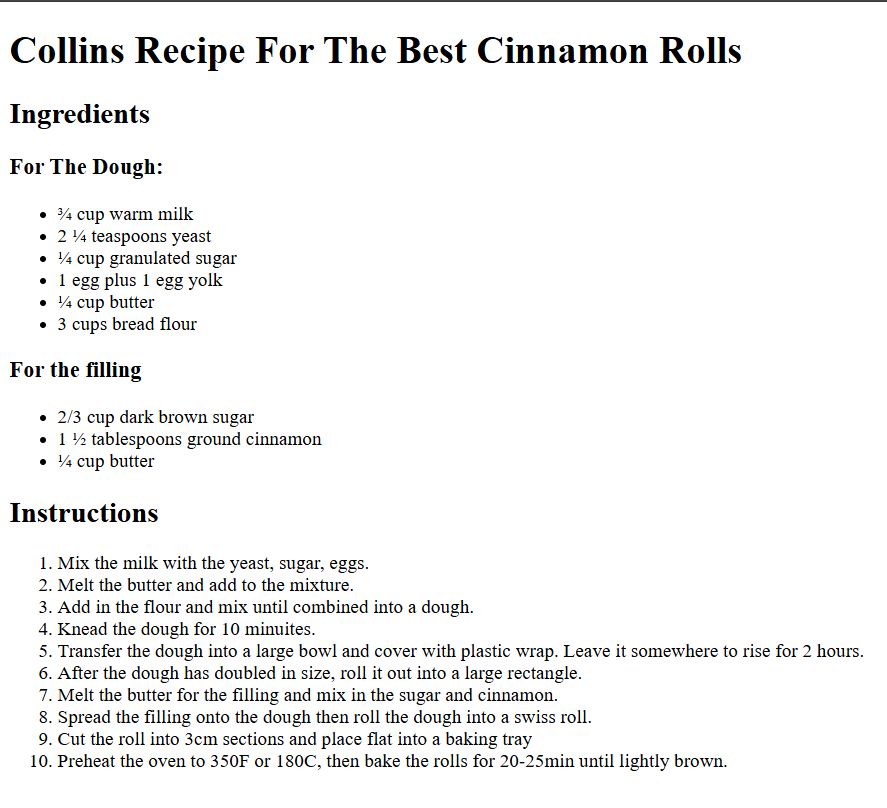 Collins Recipe For The Best Cinnamon Rolls
Ingredients
For The Dough:
• ¾ cup warm milk
• 2 ¼ teaspoons yeast
• ¼ cup granulated sugar
• 1 egg plus 1 egg yolk
• ¼ cup butter
• 3 cups bread flour
For the filling
• 2/3 cup dark brown sugar
• 1 ½ tablespoons ground cinnamon
• ¼ cup butter
Instructions
1. Mix the milk with the yeast, sugar, eggs.
2. Melt the butter and add to the mixture.
3. Add in the flour and mix until combined into a dough.
4. Knead the dough for 10 minuites.
5. Transfer the dough into a large bowl and cover with plastic wrap. Leave it somewhere to rise for 2 hours.
6. After the dough has doubled in size, roll it out into a large rectangle.
7. Melt the butter for the filling and mix in the sugar and cinnamon.
8. Spread the filling onto the dough then roll the dough into a swiss roll.
9. Cut the roll into 3cm sections and place flat into a baking tray
10. Preheat the oven to 350F or 180C, then bake the rolls for 20-25min until lightly brown.